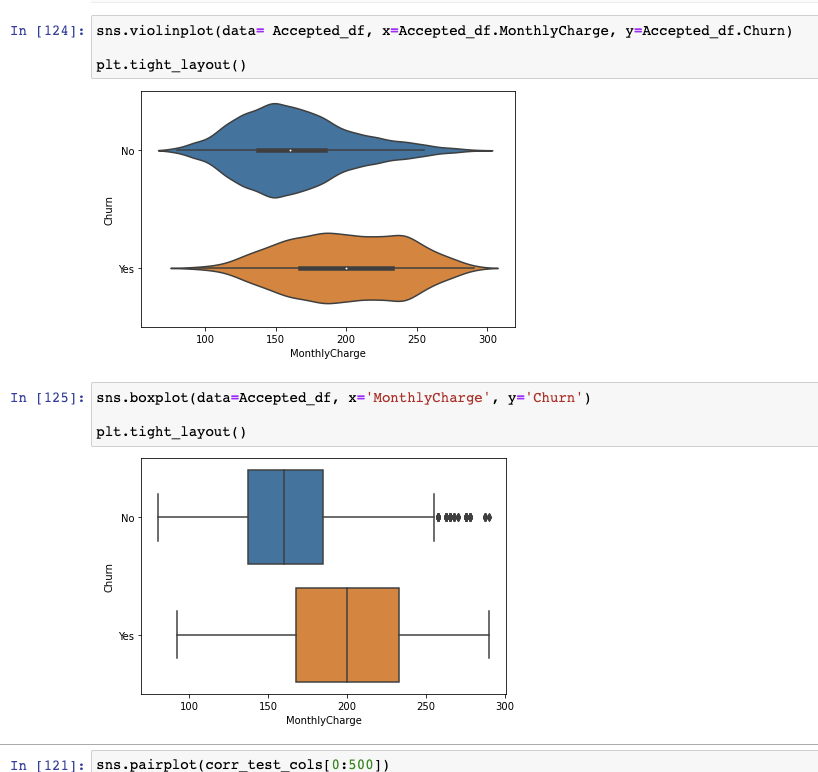 In [124]: sns.violinplot(data= Accepted_df, x=Accepted_df.MonthlyCharge, y=Accepted_df.Churn)
plt.tight_layout()
No
Churn
Yes
100 150 200 250 300
MonthlyCharge
In [125]: sns.boxplot(data=Accepted_df, x='MonthlyCharge', y='Churn')
plt.tight_layout()
No
Churn
Yes
100 150 200 250 300
MonthlyCharge
In [121]: sns.pairplot(corr_test_cols[0:500])